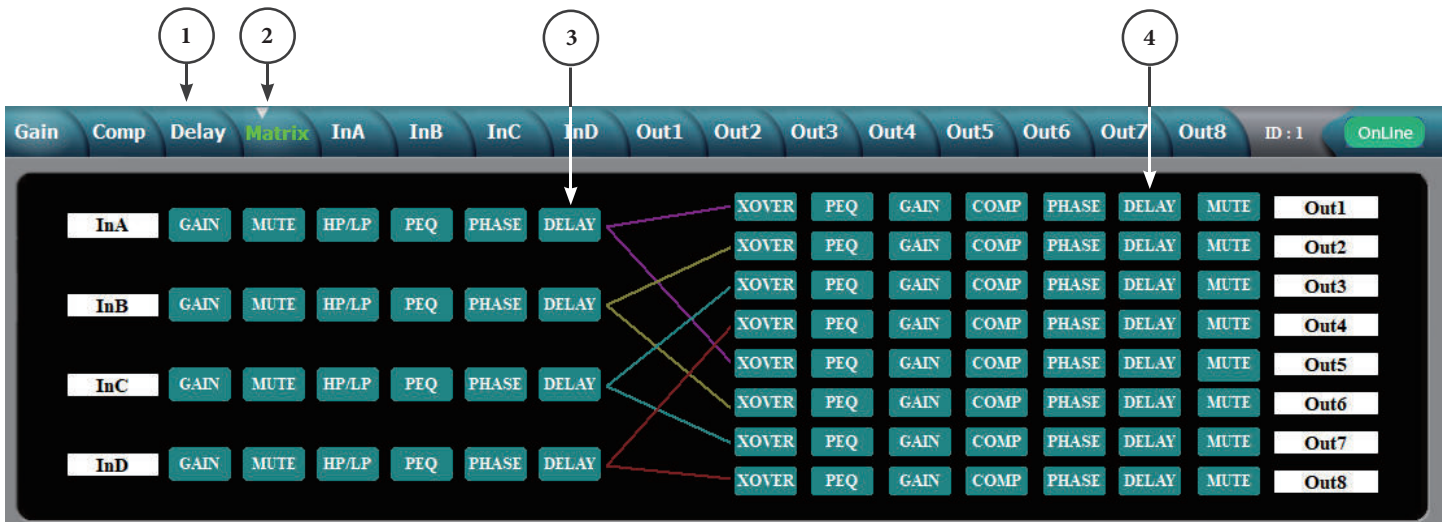 1 2 3 4
Gain Comp Delay Matrix InA InB InC InD Out1 Out2 Out3 Out4 Out5 Out6 Out7 Out8 ID : 1 OnLine
XOVER PEQ GAIN COMP PHASE DELAY MUTE Out1
InA GAIN MUTE HP/LP PEQ PHASE DELAY
XOVER PEQ GAIN COMP PHASE DELAY MUTE Out2
XOVER PEQ GAIN COMP PHASE DELAY MUTE Out3
InB GAIN MUTE HP/LP PEQ PHASE DELAY
XOVER PEQ GAIN COMP PHASE DELAY MUTE Out4
XOVER PEQ GAIN COMP PHASE DELAY MUTE Out5
InC GAIN MUTE HP/LP PEQ PHASE DELAY
XOVER PEQ GAIN COMP PHASE DELAY MUTE Out6
XOVER PEQ GAIN COMP PHASE DELAY MUTE Out7
InD GAIN MUTE HP/LP PEQ PHASE DELAY
XOVER PEQ GAIN COMP PHASE DELAY MUTE Out8